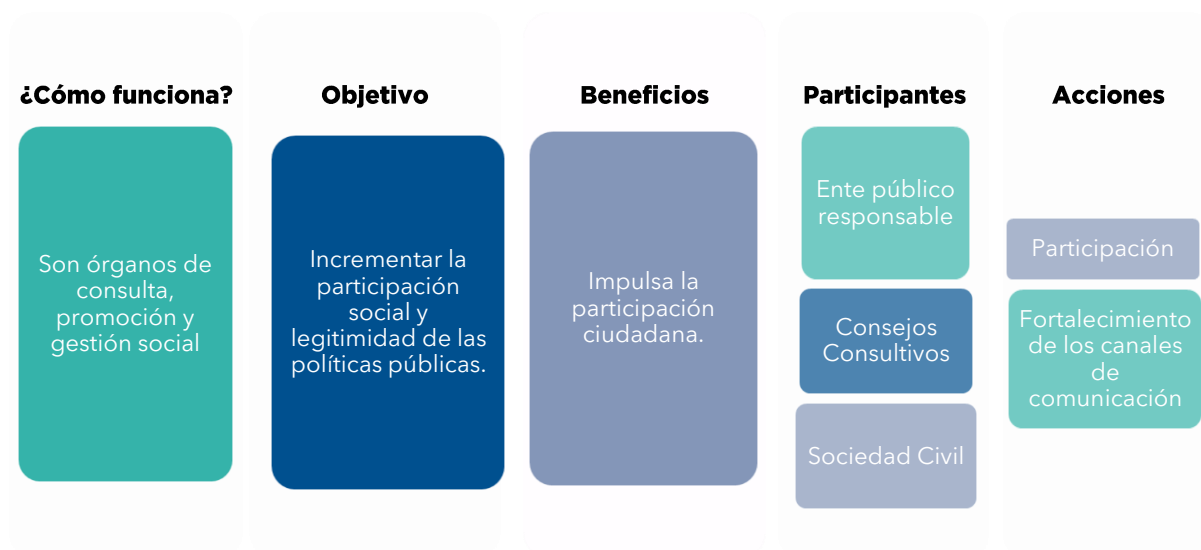 ¿Cómo funciona?
Son órganos de
consulta,
promoción y
gestión social
Objetivo
Incrementar la
participación
social y
legitimidad de las
políticas públicas.
Beneficios
Impulsa la
participación
ciudadana.
Participantes
Ente público
responsable
Consejos
Consultivos
Sociedad Civil
Acciones
Participación
Fortalecimiento
de los canales
de
comunicación